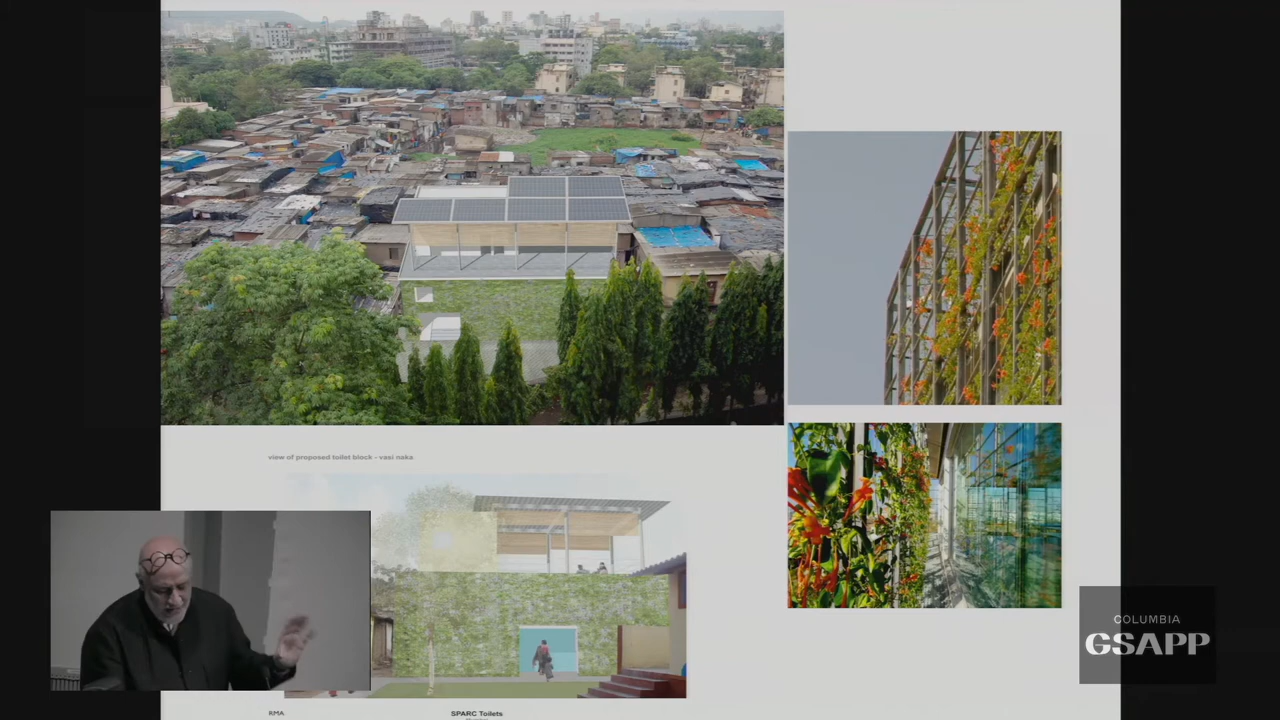 view of proposed toilet block - vasi naka
COLUMBIA
GSAPP
RMA
SPARC Toilets